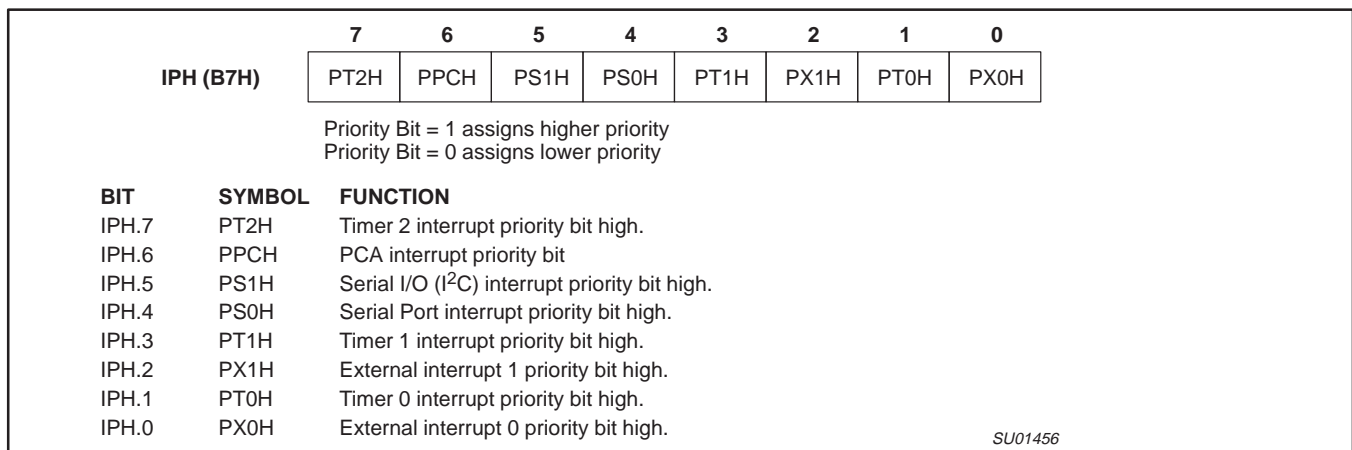 7 6 5 4 3 2 1 0
IPH (B7H) PT2H PPCH PS1H PS0H PT1H PX1H PT0H PX0H
Priority Bit = 1 assigns higher priority
Priority Bit = 0 assigns lower priority
BIT SYMBOL FUNCTION
IPH.7 PT2H Timer 2 interrupt priority bit high.
IPH.6 PPCH PCA interrupt priority bit
IPH.5 PS1H Serial I/O (I²C) interrupt priority bit high.
IPH.4 PS0H Serial Port interrupt priority bit high.
IPH.3 PT1H Timer 1 interrupt priority bit high.
IPH.2 PX1H External interrupt 1 priority bit high.
IPH.1 PT0H Timer 0 interrupt priority bit high.
IPH.0 PX0H External interrupt 0 priority bit high.
SU01456